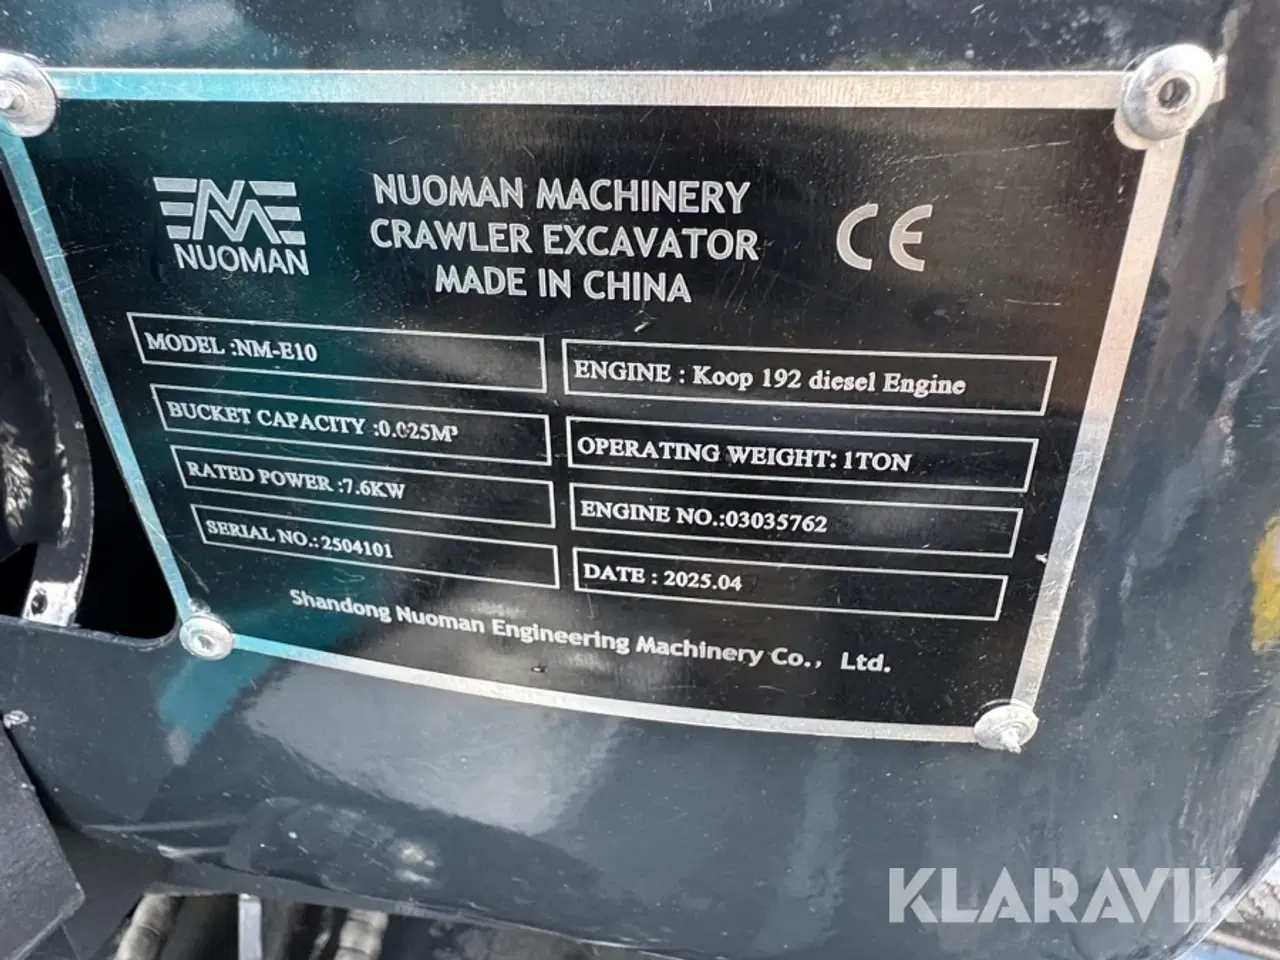 NUOMAN
NUOMAN MACHINERY
CRAWLER EXCAVATOR
MADE IN CHINA
CE
MODEL :NM-E10
ENGINE : Koop 192 diesel Engine
BUCKET CAPACITY :0.025M³
OPERATING WEIGHT: 1TON
RATED POWER :7.6KW
ENGINE NO.:03035762
SERIAL NO.: 2504101
DATE : 2025.04
Shandong Nuoman Engineering Machinery Co., Ltd.
KLARAVIK